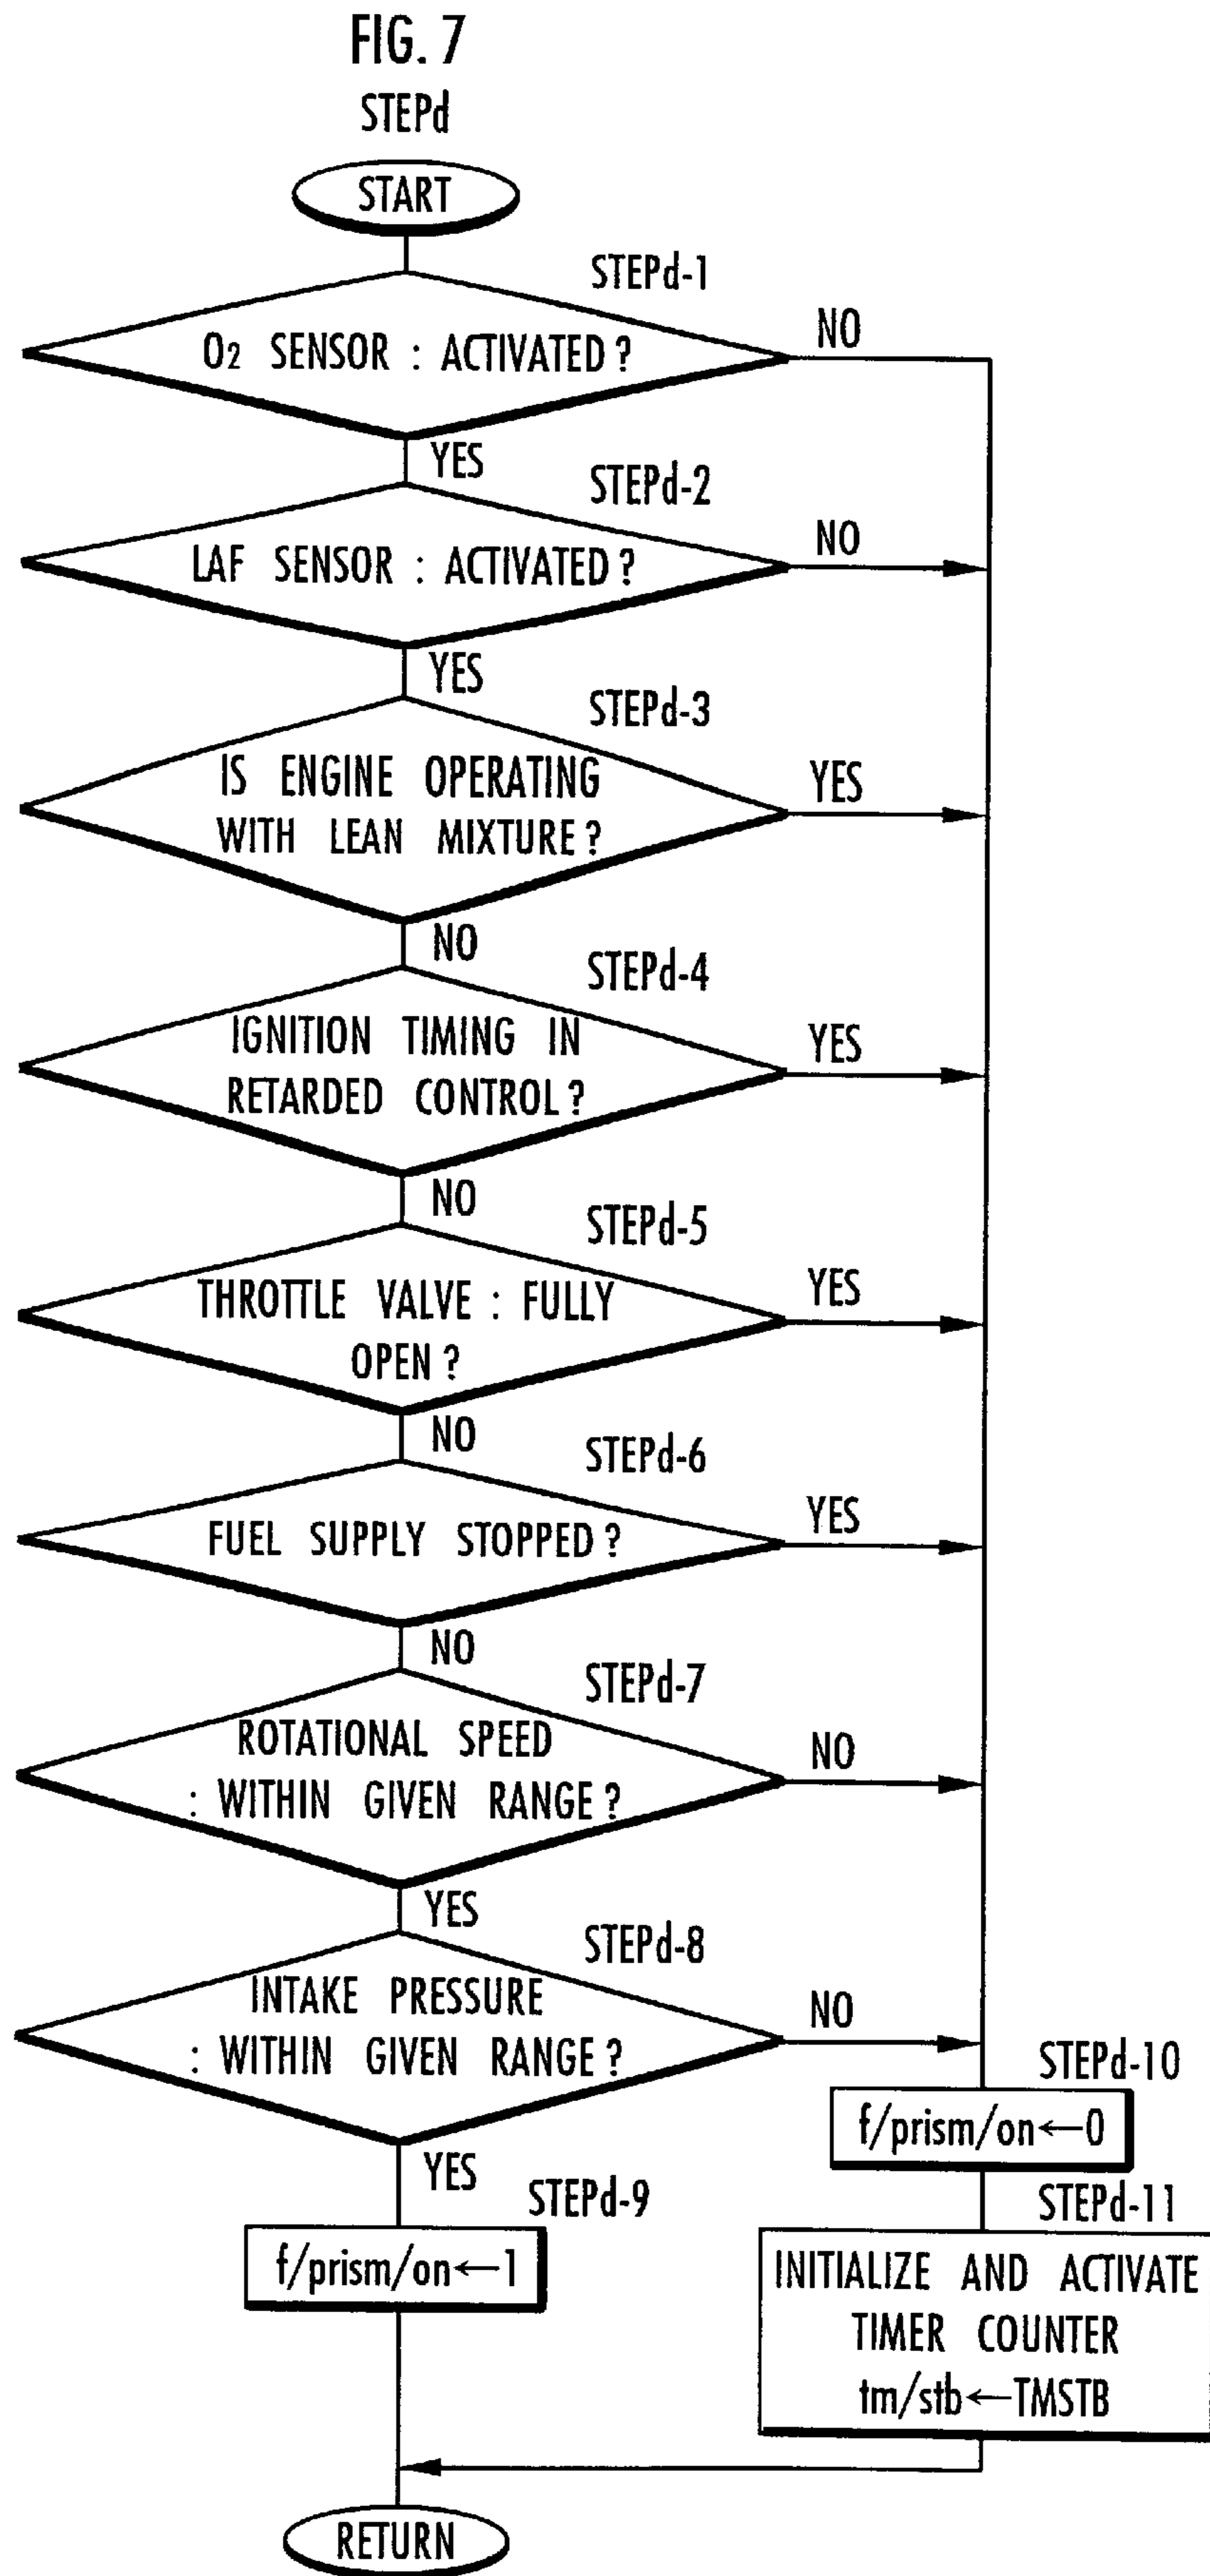 FIG. 7
STEPd
START
STEPd-1
O2 SENSOR : ACTIVATED?
NO
YES
STEPd-2
LAF SENSOR : ACTIVATED?
NO
YES
STEPd-3
IS ENGINE OPERATING
WITH LEAN MIXTURE?
YES
NO
STEPd-4
IGNITION TIMING IN
RETARDED CONTROL?
YES
NO
STEPd-5
THROTTLE VALVE : FULLY
OPEN?
YES
NO
STEPd-6
FUEL SUPPLY STOPPED?
YES
NO
STEPd-7
ROTATIONAL SPEED
: WITHIN GIVEN RANGE?
NO
YES
STEPd-8
INTAKE PRESSURE
: WITHIN GIVEN RANGE?
NO
YES
STEPd-9
f/prism/on←1
STEPd-10
f/prism/on←0
STEPd-11
INITIALIZE AND ACTIVATE
TIMER COUNTER
tm/stb←TMSTB
RETURN